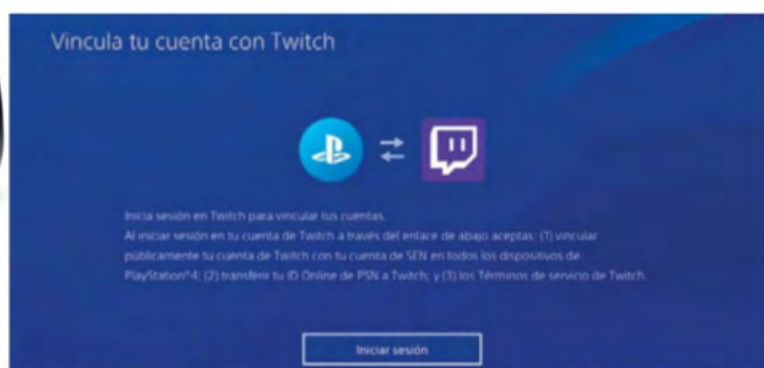 Vincula tu cuenta con Twitch
Inicia sesión en Twitch para vincular tus cuentas.
Al iniciar sesión en tu cuenta de Twitch a través del enlace de abajo aceptas: (1) vincular
públicamente tu cuenta de Twitch con tu cuenta de SEN en todos los dispositivos de
PlayStation®4; (2) transferir tu ID Online de PSN a Twitch; y (3) los Términos de servicio de Twitch.
Iniciar sesión